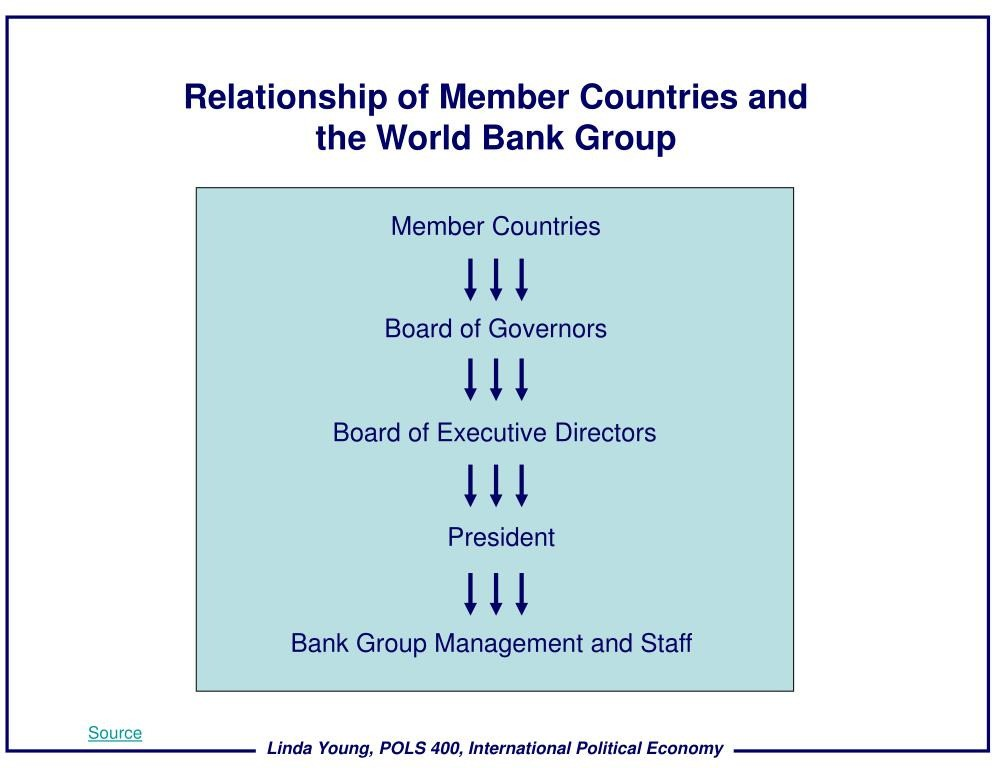 Relationship of Member Countries and
the World Bank Group
Member Countries
Board of Governors
Board of Executive Directors
President
Bank Group Management and Staff
Source
Linda Young, POLS 400, International Political Economy